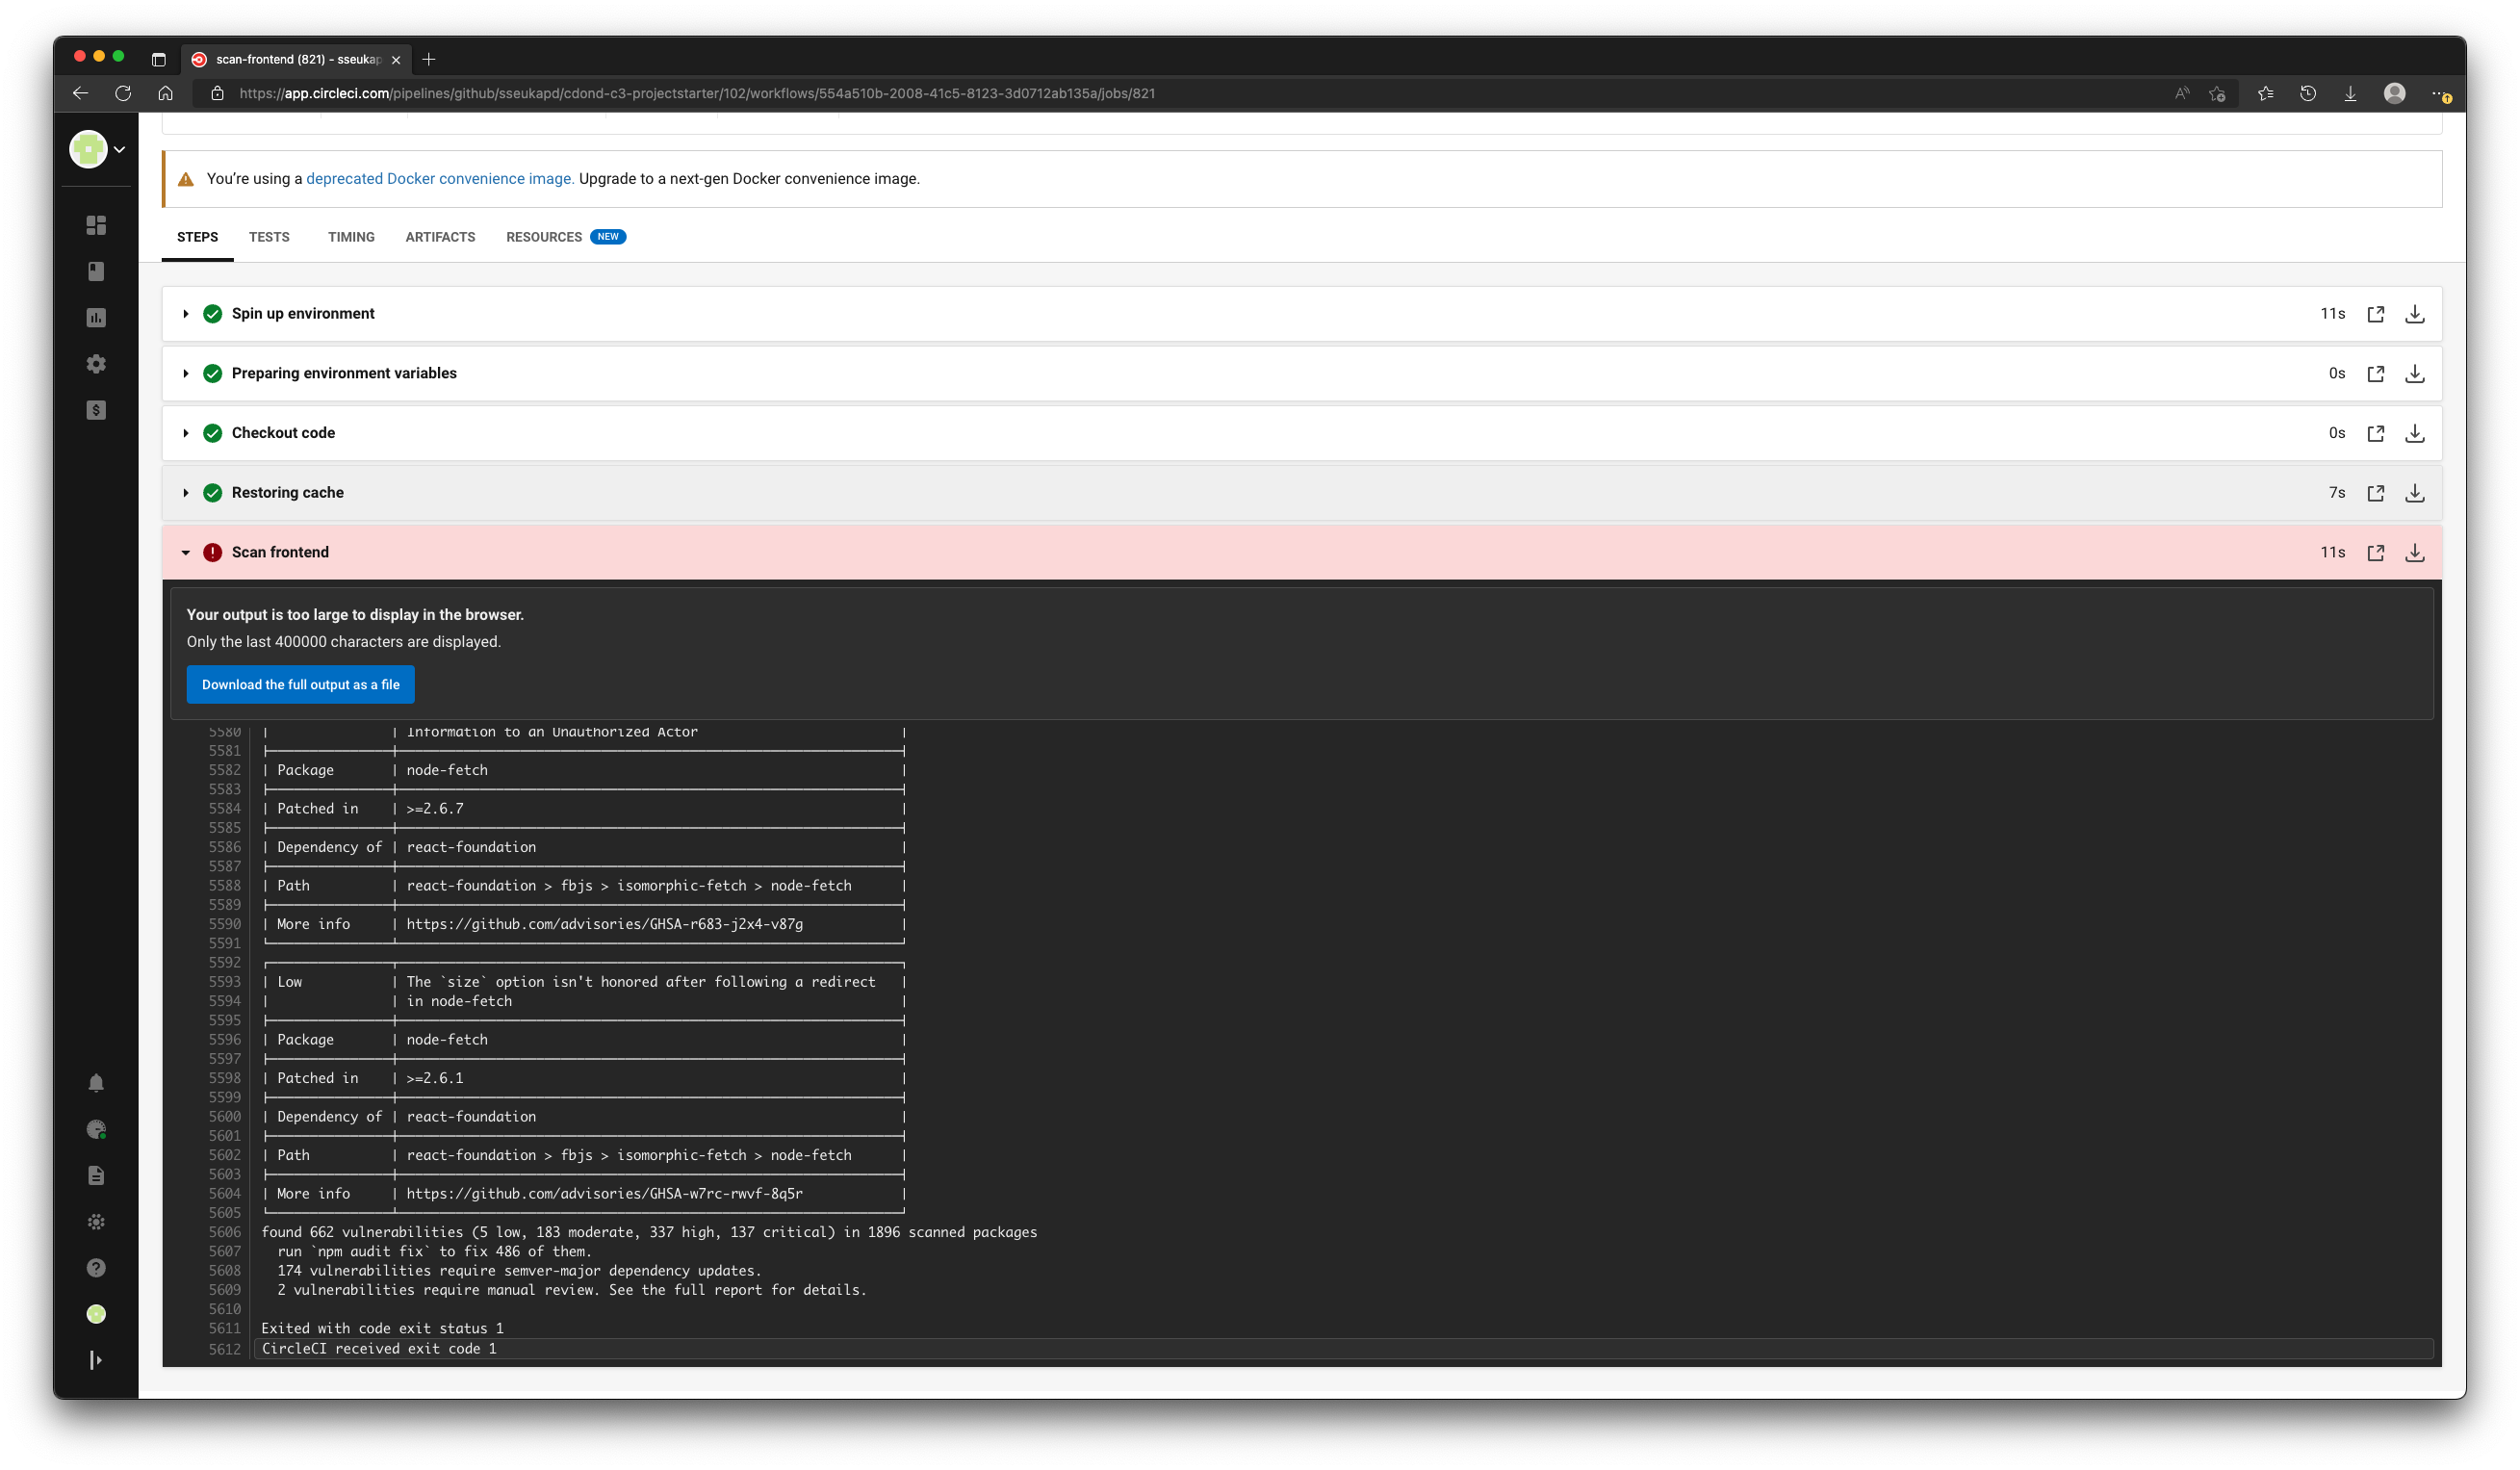 scan-frontend (821) - sseukap
https://app.circleci.com/pipelines/github/sseukapd/cdond-c3-projectstarter/102/workflows/554a510b-2008-41c5-8123-3d0712ab135a/jobs/821
You're using a deprecated Docker convenience image. Upgrade to a next-gen Docker convenience image.
STEPS TESTS TIMING ARTIFACTS RESOURCES NEW
Spin up environment 11s
Preparing environment variables 0s
Checkout code 0s
Restoring cache 7s
Scan frontend 11s
Your output is too large to display in the browser.
Only the last 400000 characters are displayed.
Download the full output as a file
5580 | | Information to an Unauthorized Actor |
5581
5582 | Package | node-fetch |
5583
5584 | Patched in | >=2.6.7 |
5585
5586 | Dependency of | react-foundation |
5587
5588 | Path | react-foundation > fbjs > isomorphic-fetch > node-fetch |
5589
5590 | More info | https://github.com/advisories/GHSA-r683-j2x4-v87g |
5591
5592
5593 | Low | The `size` option isn't honored after following a redirect |
5594 | | in node-fetch |
5595
5596 | Package | node-fetch |
5597
5598 | Patched in | >=2.6.1 |
5599
5600 | Dependency of | react-foundation |
5601
5602 | Path | react-foundation > fbjs > isomorphic-fetch > node-fetch |
5603
5604 | More info | https://github.com/advisories/GHSA-w7rc-rwvf-8q5r |
5605
5606 found 662 vulnerabilities (5 low, 183 moderate, 337 high, 137 critical) in 1896 scanned packages
5607 run `npm audit fix` to fix 486 of them.
5608 174 vulnerabilities require semver-major dependency updates.
5609 2 vulnerabilities require manual review. See the full report for details.
5610
5611 Exited with code exit status 1
5612 CircleCI received exit code 1